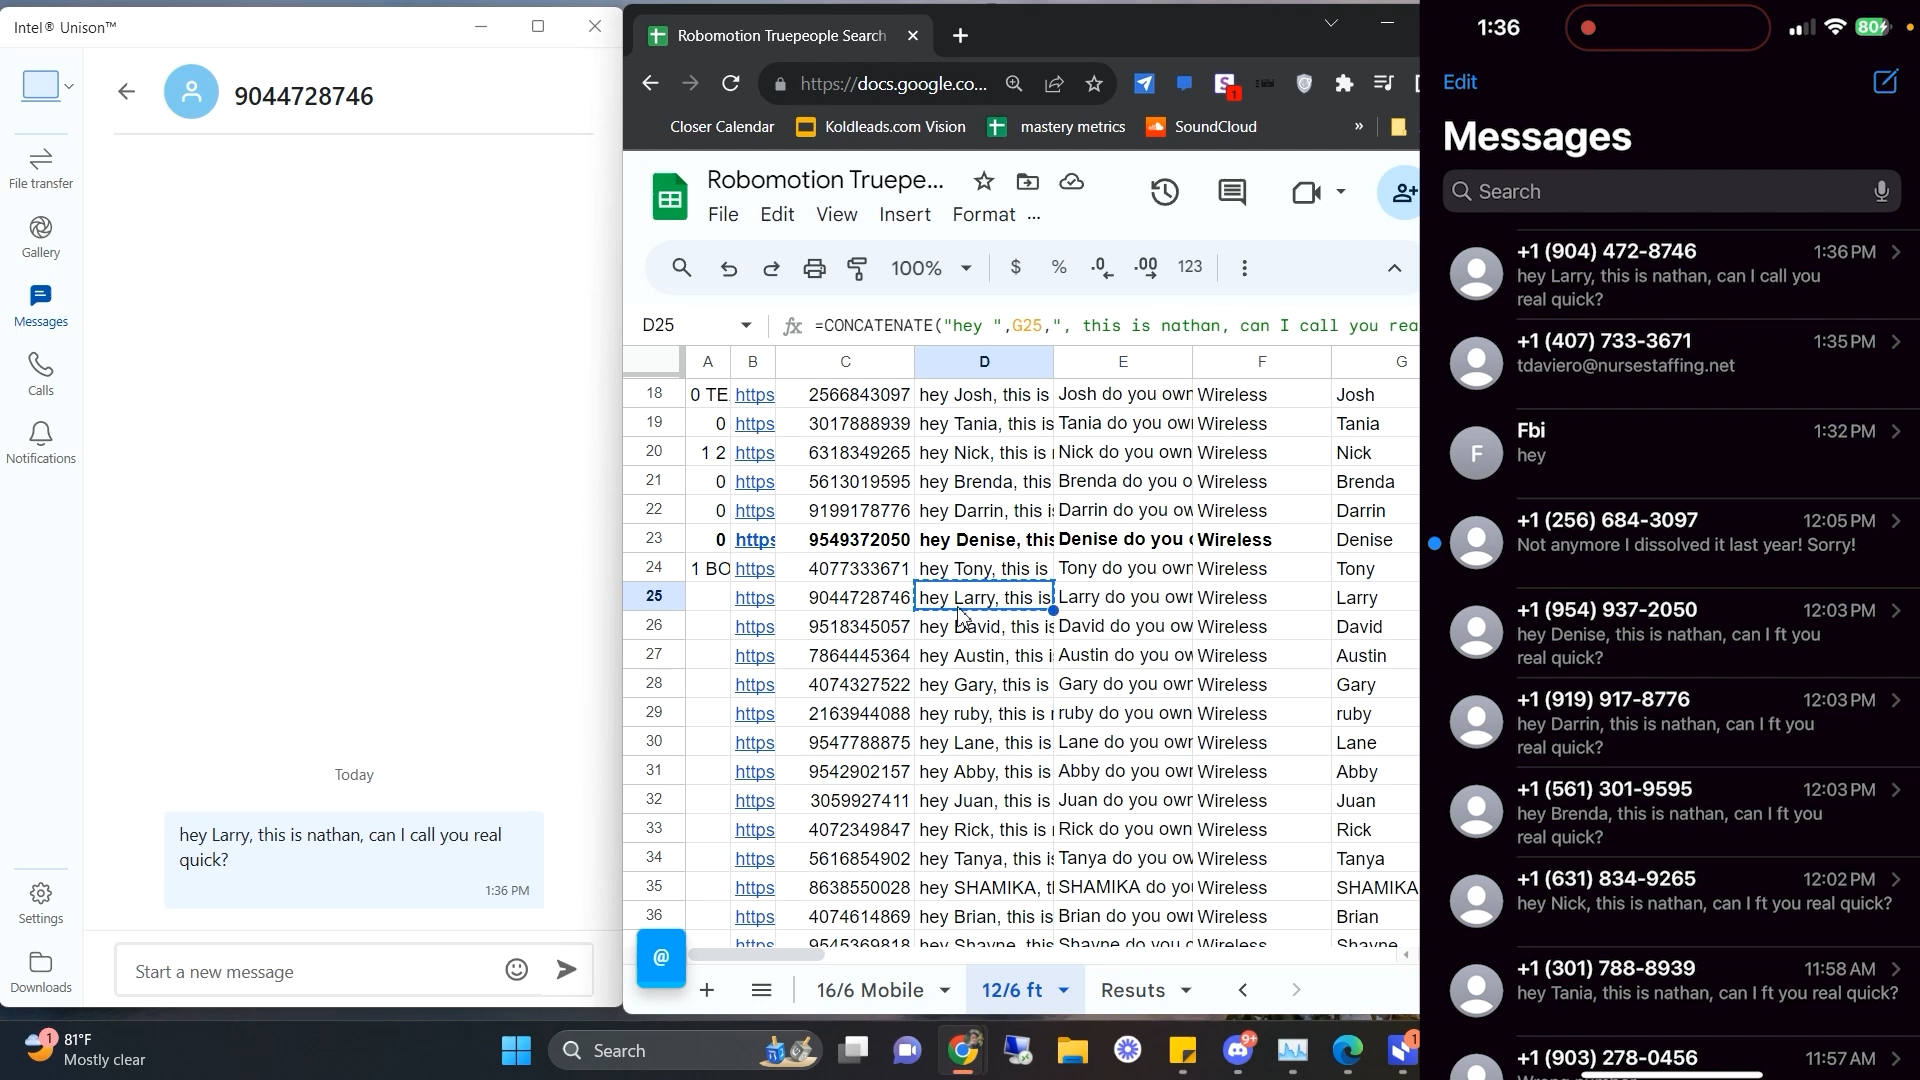 Intel® Unison™
9044728746
File transfer
Gallery
Messages
Calls
Notifications
Settings
Downloads
Today
hey Larry, this is nathan, can I call you real
quick?
1:36 PM
Start a new message
Robomotion Truepeople Search
https://docs.google.co...
1
Closer Calendar
Koldleads.com Vision
mastery metrics
SoundCloud
»
Robomotion Truepe...
File Edit View Insert Format ...
100% $ % .0 .00 123
D25 fx =CONCATENATE("hey ",G25,", this is nathan, can I call you rea
A B C D E F G
18 0 TE https 2566843097 hey Josh, this is Josh do you own Wireless Josh
19 0 https 3017888939 hey Tania, this is Tania do you ow Wireless Tania
20 1 2 https 6318349265 hey Nick, this is Nick do you own Wireless Nick
21 0 https 5613019595 hey Brenda, this Brenda do you o Wireless Brenda
22 0 https 9199178776 hey Darrin, this i Darrin do you ow Wireless Darrin
23 0 https 9549372050 hey Denise, this Denise do you Wireless Denise
24 1 BO https 4077333671 hey Tony, this is Tony do you own Wireless Tony
25 https 9044728746 hey Larry, this is Larry do you own Wireless Larry
26 https 9518345057 hey David, this is David do you ow Wireless David
27 https 7864445364 hey Austin, this i Austin do you ow Wireless Austin
28 https 4074327522 hey Gary, this is Gary do you own Wireless Gary
29 https 2163944088 hey ruby, this is ruby do you own Wireless ruby
30 https 9547788875 hey Lane, this is Lane do you own Wireless Lane
31 https 9542902157 hey Abby, this is Abby do you own Wireless Abby
32 https 3059927411 hey Juan, this is Juan do you own Wireless Juan
33 https 4072349847 hey Rick, this is Rick do you own Wireless Rick
34 https 5616854902 hey Tanya, this is Tanya do you ow Wireless Tanya
35 https 8638550028 hey SHAMIKA, t SHAMIKA do you Wireless SHAMIKA
36 https 4074614869 hey Brian, this is Brian do you own Wireless Brian
https 9545369818 hey Shayne, this Shayne do you Wireless Shayne
@
16/6 Mobile
12/6 ft
Resuts
1:36
80
Edit
Messages
Search
+1 (904) 472-8746 1:36 PM
hey Larry, this is nathan, can I call you
real quick?
+1 (407) 733-3671 1:35 PM
tdaviero@nursestaffing.net
F
Fbi 1:32 PM
hey
+1 (256) 684-3097 12:05 PM
Not anymore I dissolved it last year! Sorry!
+1 (954) 937-2050 12:03 PM
hey Denise, this is nathan, can I ft you
real quick?
+1 (919) 917-8776 12:03 PM
hey Darrin, this is nathan, can I ft you
real quick?
+1 (561) 301-9595 12:03 PM
hey Brenda, this is nathan, can I ft you
real quick?
+1 (631) 834-9265 12:02 PM
hey Nick, this is nathan, can I ft you real quick?
+1 (301) 788-8939 11:58 AM
hey Tania, this is nathan, can I ft you real quick?
+1 (903) 278-0456 11:57 AM
1
81°F
Mostly clear
Search
9+
1